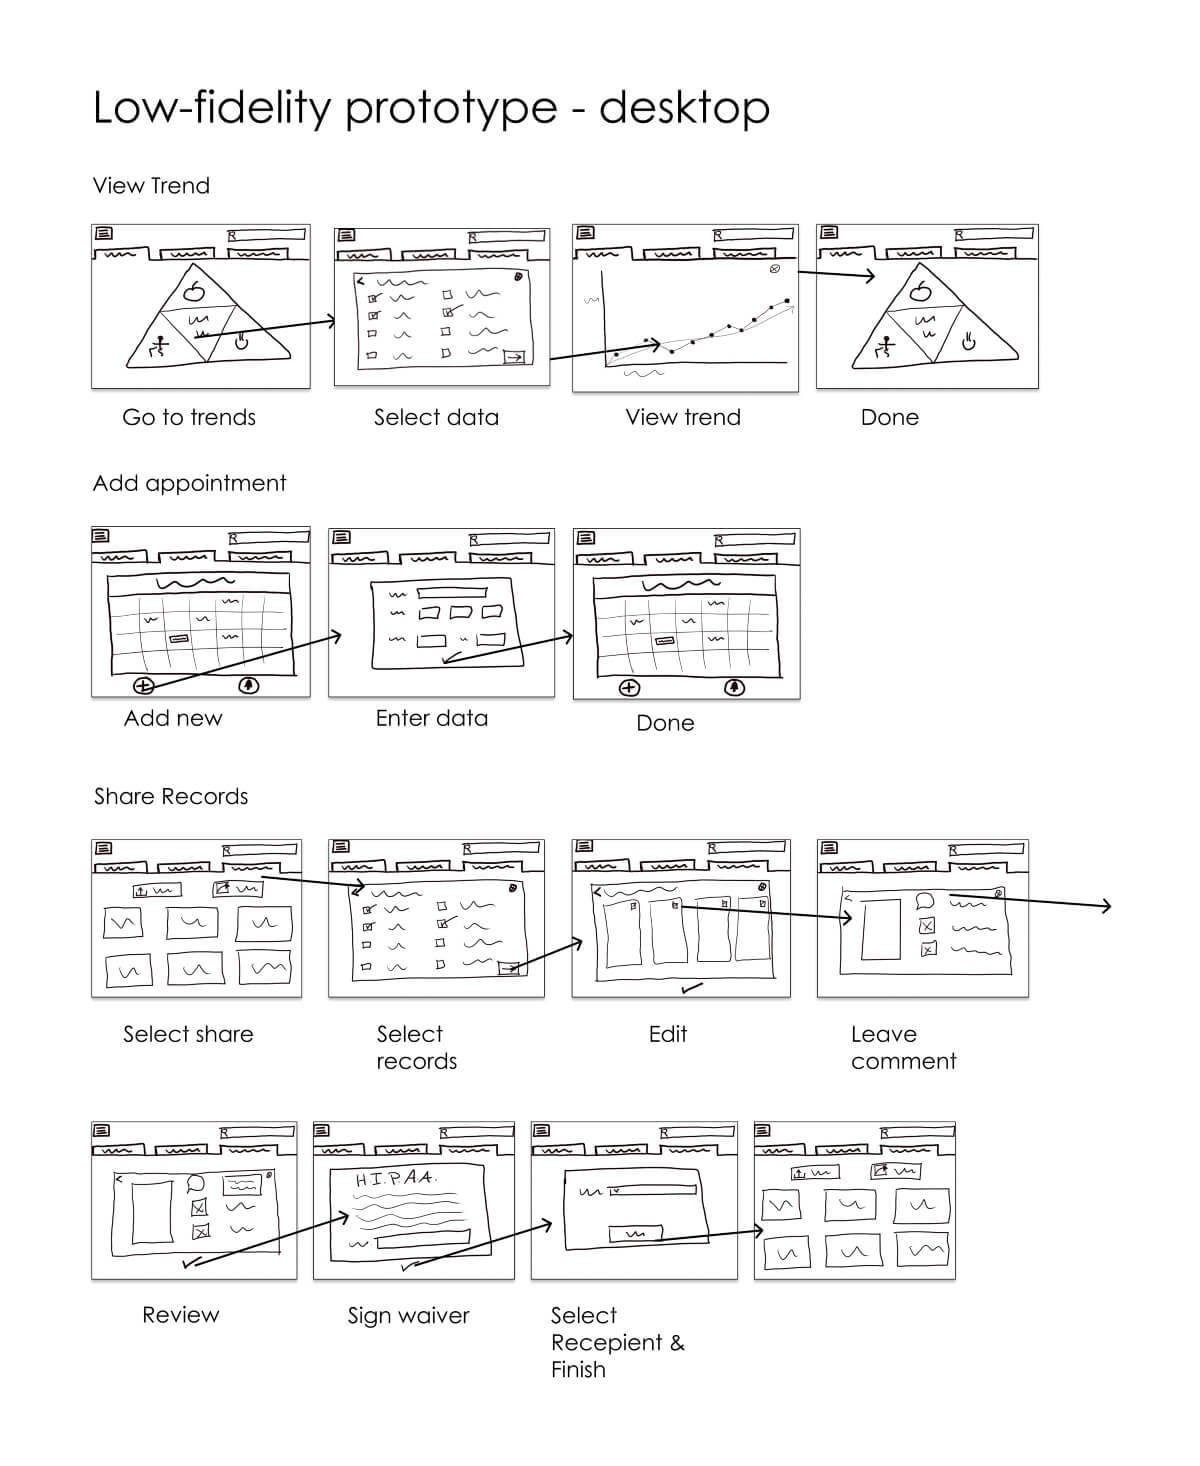 Low-fidelity prototype - desktop
View Trend
Go to trends
Select data
View trend
Done
Add appointment
Add new
Enter data
Done
Share Records
Select share
Select
records
Edit
Leave
comment
H.I.P.A.A.
Review
Sign waiver
Select
Recepient &
Finish